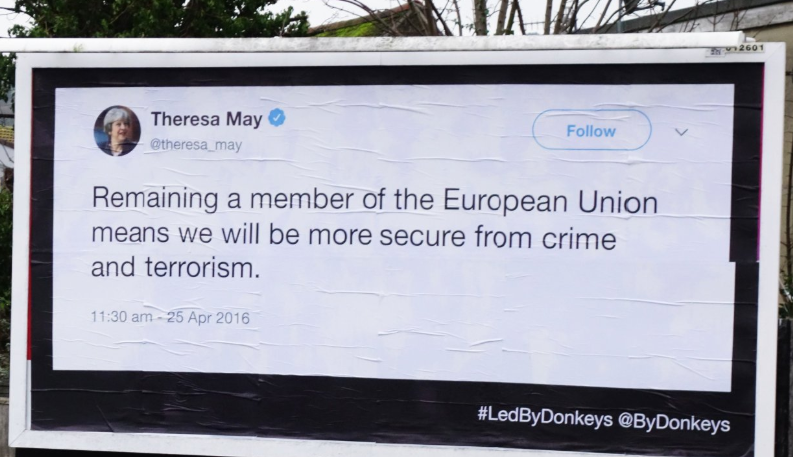 Theresa May
@theresa_may
Follow
Remaining a member of the European Union
means we will be more secure from crime
and terrorism.
11:30 am - 25 Apr 2016
#LedByDonkeys @ByDonkeys